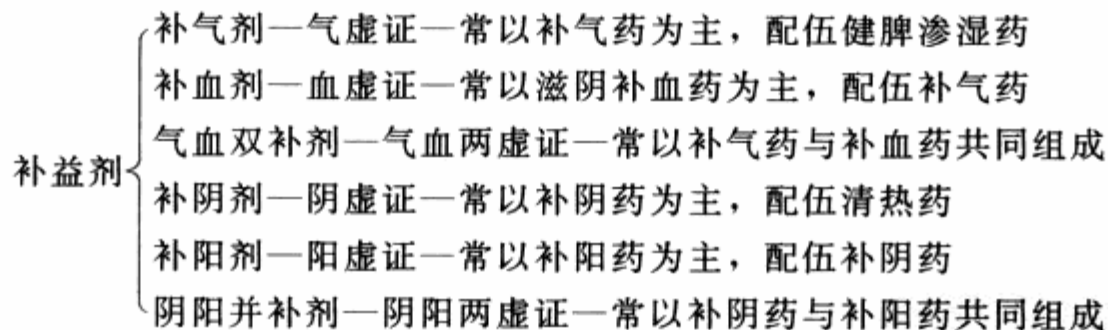 补气剂—气虚证—常以补气药为主，配伍健脾渗湿药
补血剂—血虚证—常以滋阴补血药为主，配伍补气药
气血双补剂—气血两虚证—常以补气药与补血药共同组成
补益剂
补阴剂—阴虚证—常以补阴药为主，配伍清热药
补阳剂—阳虚证—常以补阳药为主，配伍补阴药
阴阳并补剂—阴阳两虚证—常以补阴药与补阳药共同组成